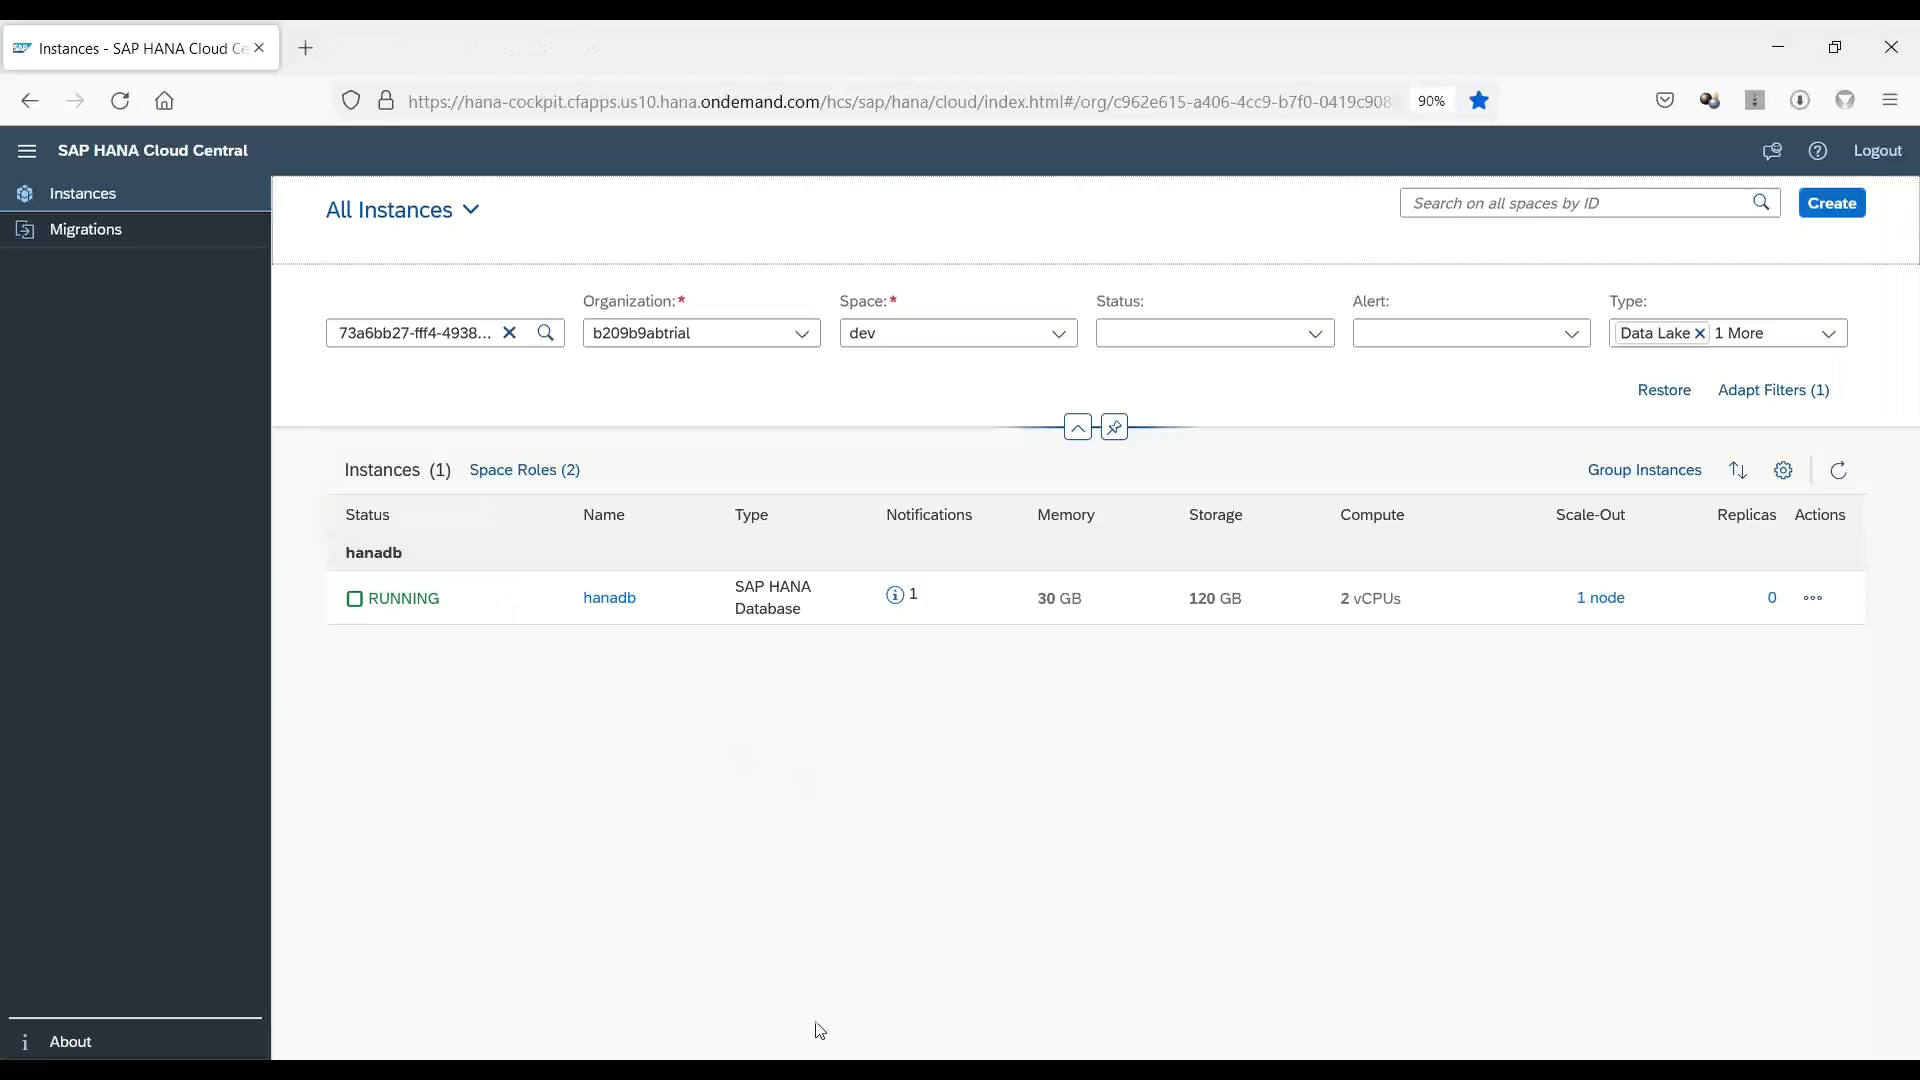 Instances - SAP HANA Cloud Ce
https://hana-cockpit.cfapps.us10.hana.ondemand.com/hcs/sap/hana/cloud/index.html#/org/c962e615-a406-4cc9-b7f0-0419c908
90%
SAP HANA Cloud Central
Logout
Instances
Migrations
All Instances
Search on all spaces by ID
Create
Organization:*
Space:*
Status:
Alert:
Type:
73a6bb27-fff4-4938...
b209b9abtrial
dev
Data Lake
1 More
Restore
Adapt Filters (1)
Instances (1)
Space Roles (2)
Group Instances
Status
Name
Type
Notifications
Memory
Storage
Compute
Scale-Out
Replicas
Actions
hanadb
RUNNING
hanadb
SAP HANA
Database
1
30 GB
120 GB
2 vCPUs
1 node
0
About